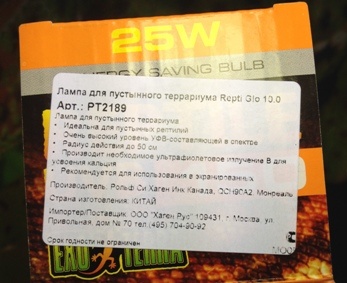 25W
ENERGY SAVING BULB
Лампа для пустынного террариума Repti Glo 10.0
Арт.: PT2189
Лампа для пустынного террариума
• Идеальна для пустынных рептилий
• Очень высокий уровень УФВ-составляющей в спектре
• Радиус действия до 50 см
• Производит необходимое ультрафиолетовое излучение B для
усвоения кальция
• Рекомендуется для использования в экранированных
террариумах
Производитель: Рольф Си Хаген Инк Канада, Монреаль
Страна изготовления: КИТАЙ
Импортер/Поставщик: ООО "Хаген Рус" 109431 г. Москва, ул.
Привольная, дом № 70 тел.(495) 704-90-92
Срок годности не ограничен
EXO TERRA